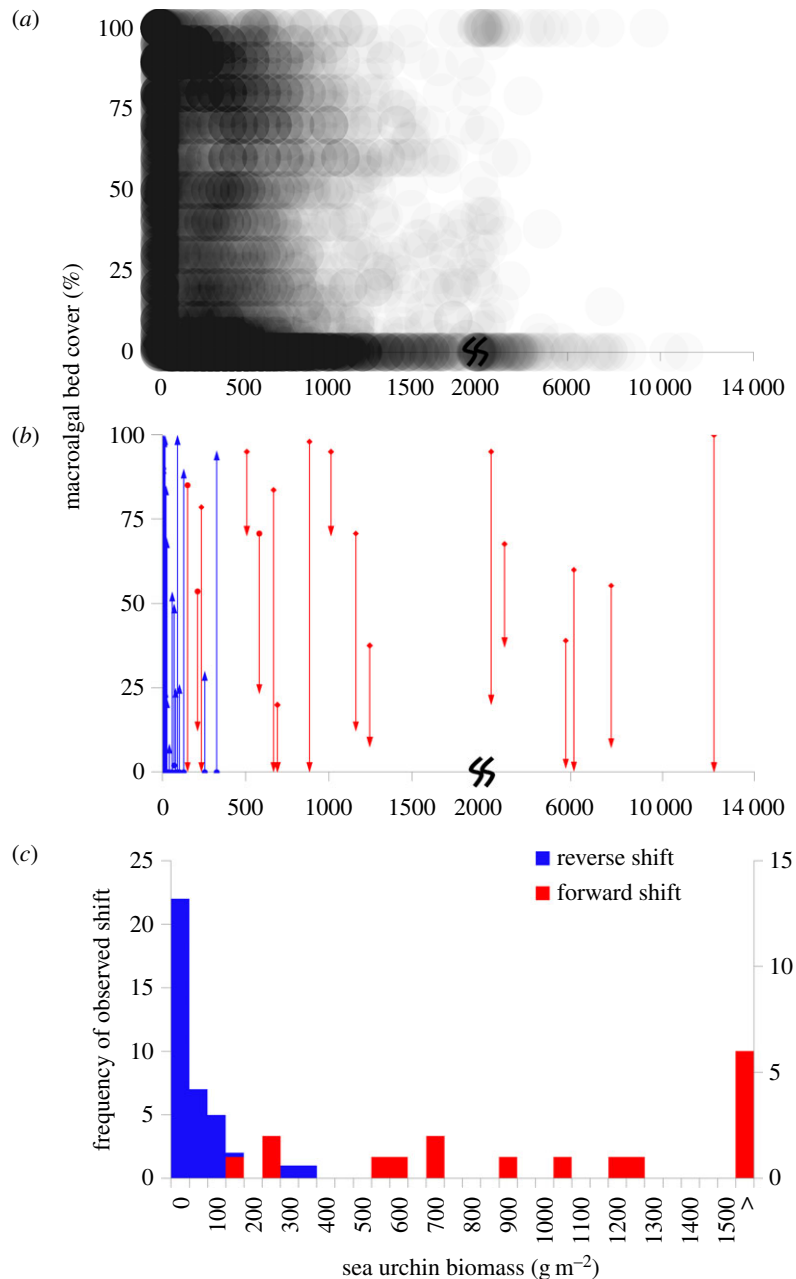 (a)
100
75
50
25
0
0 500 1000 1500 2000 6000 10 000 14 000
macroalgal bed cover (%)
(b)
100
75
50
25
0
0 500 1000 1500 2000 6000 10 000 14 000
(c)
25
20
15
10
5
0
frequency of observed shift
reverse shift
forward shift
15
10
5
0
0 100 200 300 400 500 600 700 800 900 1000 1100 1200 1300 1400 1500 >
sea urchin biomass (g m⁻²)